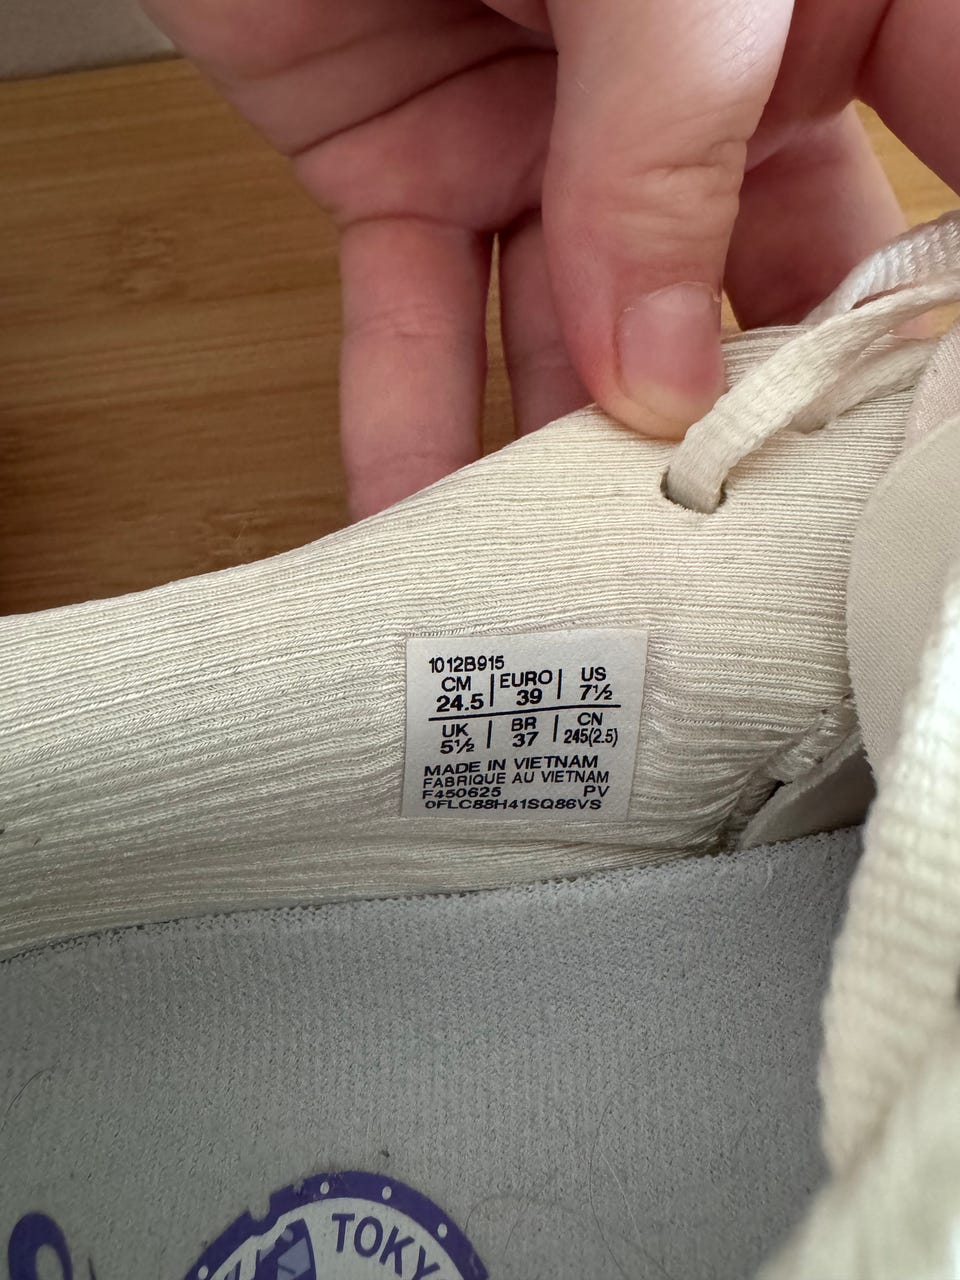 1012B915
CM | EURO | US
24.5 | 39 | 7½
UK | BR | CN
5½ | 37 | 245(2.5)
MADE IN VIETNAM
FABRIQUE AU VIETNAM
F450625 PV
0FLC88H41SQ86VS